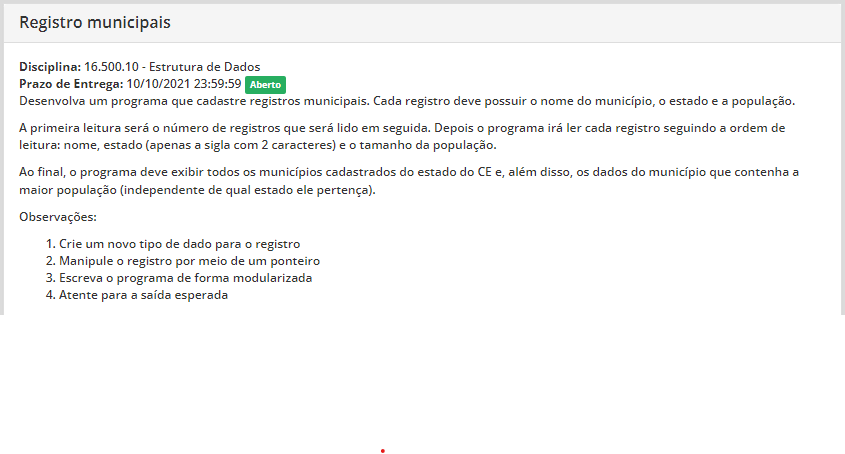 Registro municipais
Disciplina: 16.500.10 - Estrutura de Dados
Prazo de Entrega: 10/10/2021 23:59:59 Aberto
Desenvolva um programa que cadastre registros municipais. Cada registro deve possuir o nome do município, o estado e a população.
A primeira leitura será o número de registros que será lido em seguida. Depois o programa irá ler cada registro seguindo a ordem de
leitura: nome, estado (apenas a sigla com 2 caracteres) e o tamanho da população.
Ao final, o programa deve exibir todos os municípios cadastrados do estado do CE e, além disso, os dados do município que contenha a
maior população (independente de qual estado ele pertença).
Observações:
1. Crie um novo tipo de dado para o registro
2. Manipule o registro por meio de um ponteiro
3. Escreva o programa de forma modularizada
4. Atente para a saída esperada